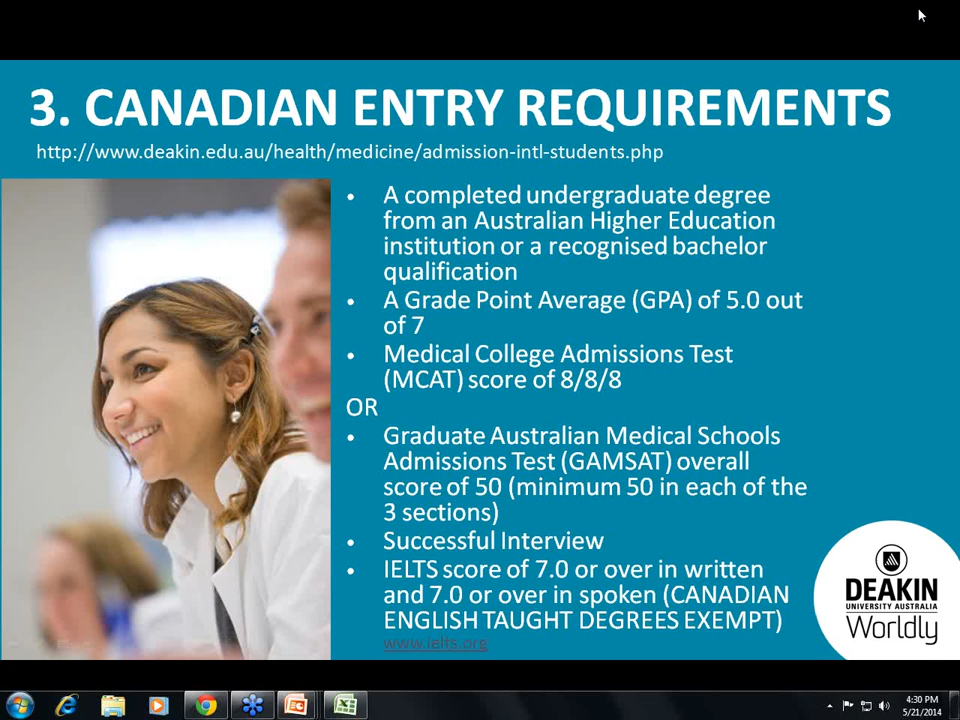 3. CANADIAN ENTRY REQUIREMENTS
http://www.deakin.edu.au/health/medicine/admission-intl-students.php
• A completed undergraduate degree
from an Australian Higher Education
institution or a recognised bachelor
qualification
• A Grade Point Average (GPA) of 5.0 out
of 7
• Medical College Admissions Test
(MCAT) score of 8/8/8
OR
• Graduate Australian Medical Schools
Admissions Test (GAMSAT) overall
score of 50 (minimum 50 in each of the
3 sections)
• Successful Interview
• IELTS score of 7.0 or over in written
and 7.0 or over in spoken (CANADIAN
ENGLISH TAUGHT DEGREES EXEMPT)
www.ielts.org
DEAKIN
UNIVERSITY AUSTRALIA
Worldly
4:30 PM
5/21/2014